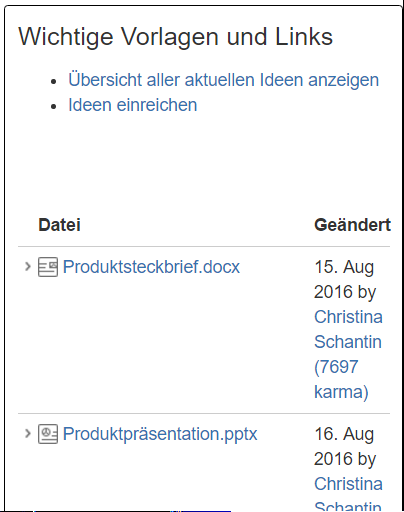 Wichtige Vorlagen und Links
Übersicht aller aktuellen Ideen anzeigen
Ideen einreichen
Datei Geändert
Produktsteckbrief.docx 15. Aug
2016 by
Christina
Schantin
(7697
karma)
Produktpräsentation.pptx 16. Aug
2016 by
Christina
Schantin